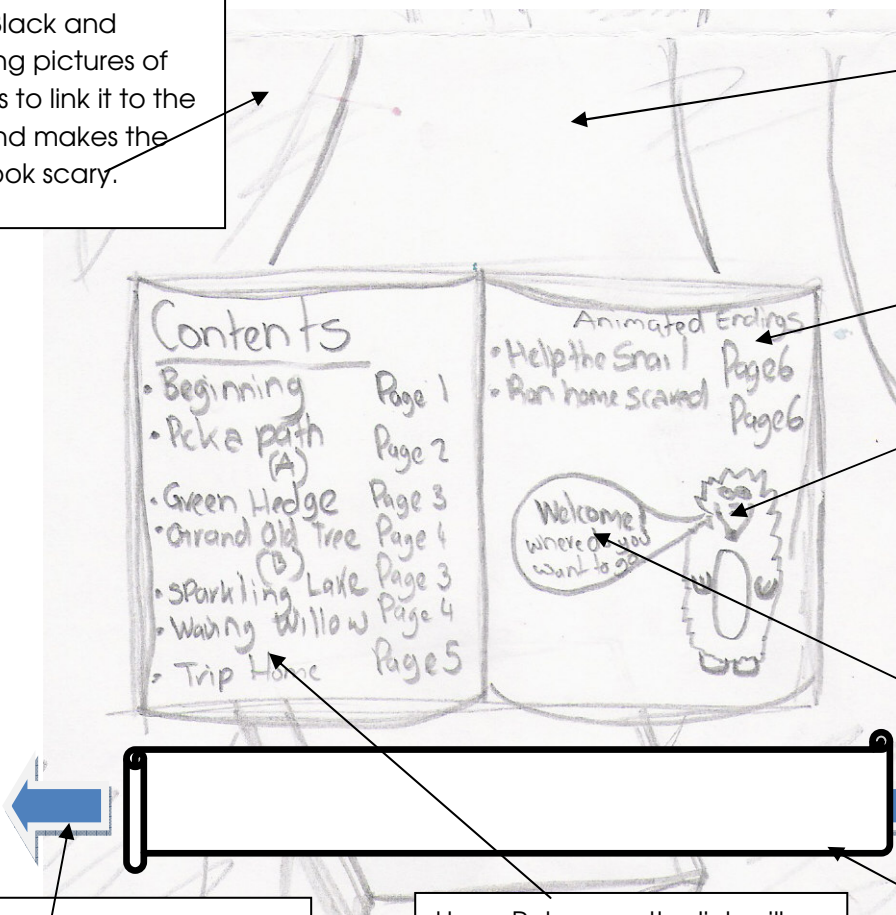 Black and
ng pictures of
s to link it to the
nd makes the
ook scary.
Contents
• Beginning Page 1
• Pcka path Page 2
(A)
• Green Hedge Page 3
• Grand Old Tree Page 4
(B)
• Sparkling Lake Page 3
• Waving Willow Page 4
• Trip Home Page 5
Animated Endings
• Help the Snail Page 6
• Ran home scared Page 6
Welcome
where do you
want to go